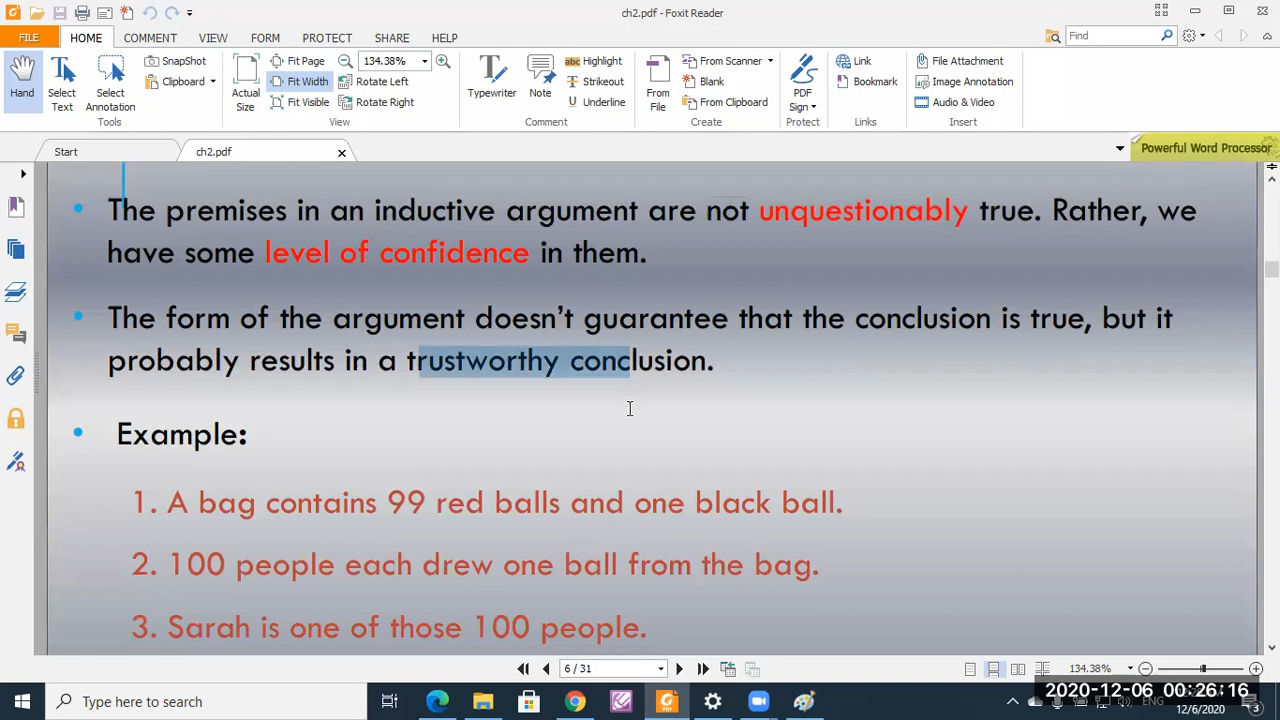 ch2.pdf - Foxit Reader
FILE HOME COMMENT VIEW FORM PROTECT SHARE HELP
Find
Hand
Select Text
Select Annotation
SnapShot
Clipboard
Tools
Actual Size
Fit Page
Fit Width
Fit Visible
134.38%
Rotate Left
Rotate Right
View
Typewriter
Note
Highlight
Strikeout
Underline
Comment
From File
From Scanner
Blank
From Clipboard
Create
PDF Sign
Protect
Link
Bookmark
Links
File Attachment
Image Annotation
Audio & Video
Insert
Start
ch2.pdf
Powerful Word Processor
• The premises in an inductive argument are not unquestionably true. Rather, we
have some level of confidence in them.
• The form of the argument doesn’t guarantee that the conclusion is true, but it
probably results in a trustworthy conclusion.
• Example:
1. A bag contains 99 red balls and one black ball.
2. 100 people each drew one ball from the bag.
3. Sarah is one of those 100 people.
6 / 31
134.38%
Type here to search
ENG
2020-12-06 00:26:16
12/6/2020